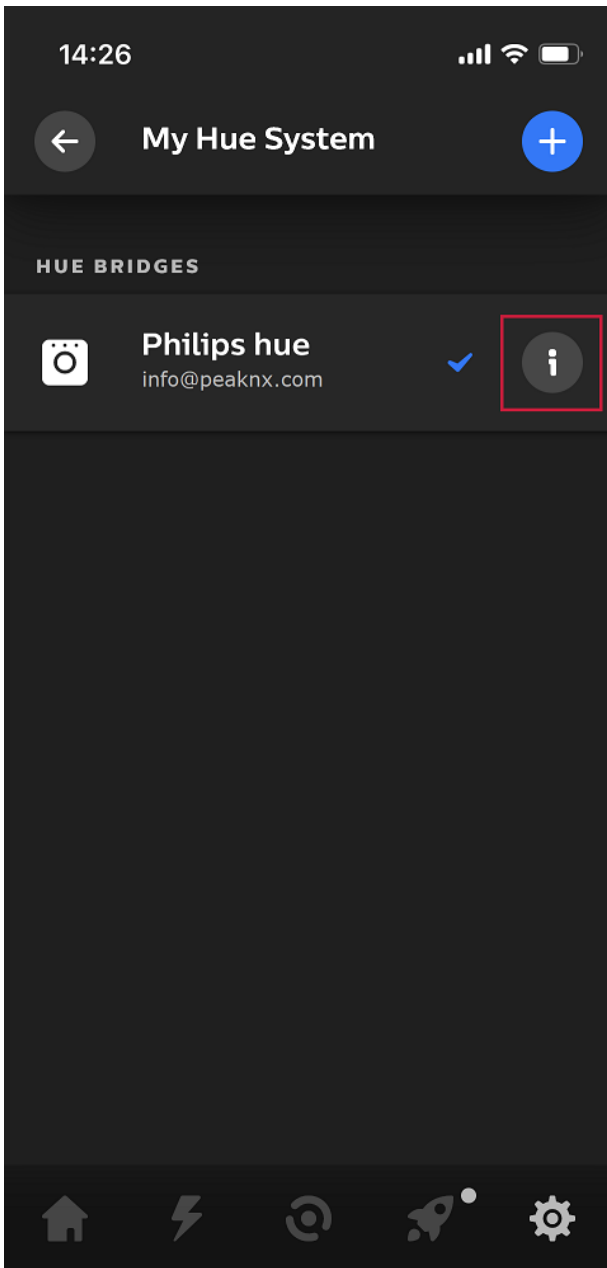 14:26
My Hue System
HUE BRIDGES
Philips hue
info@peaknx.com